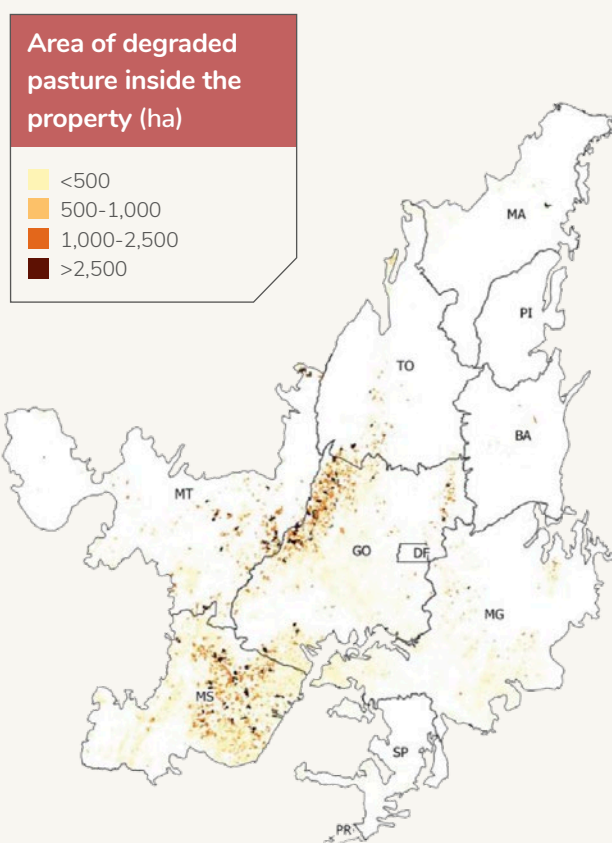 Area of degraded
pasture inside the
property (ha)
<500
500-1,000
1,000-2,500
>2,500
MA
PI
TO
BA
MT
GO
DF
MG
MS
SP
PR